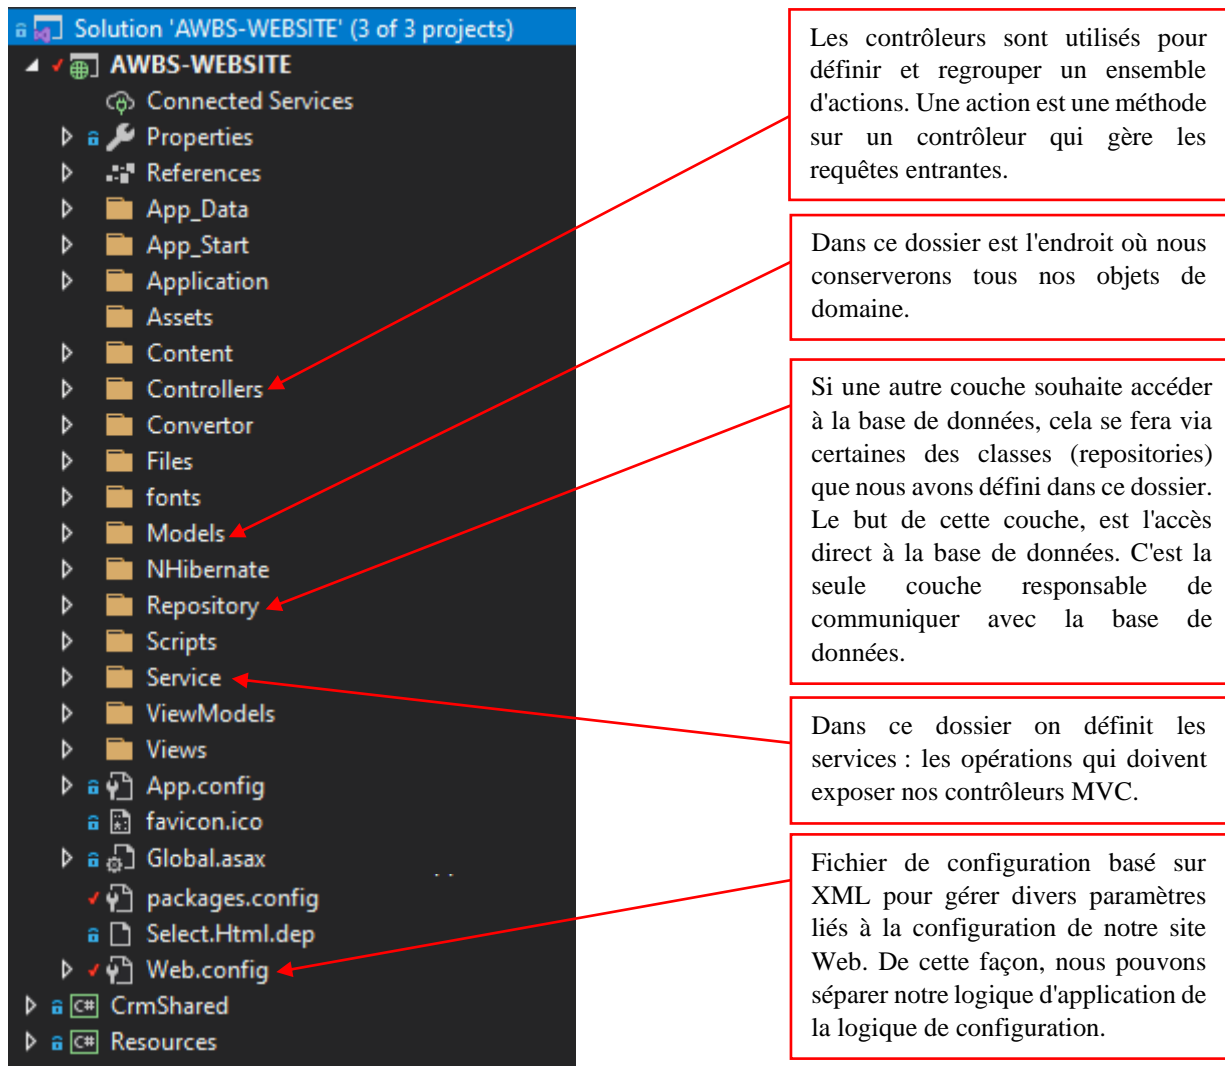 Solution 'AWBS-WEBSITE' (3 of 3 projects)
AWBS-WEBSITE
Connected Services
Properties
References
App_Data
App_Start
Application
Assets
Content
Controllers
Convertor
Files
fonts
Models
NHibernate
Repository
Scripts
Service
ViewModels
Views
App.config
favicon.ico
Global.asax
packages.config
Select.Html.dep
Web.config
C# CrmShared
C# Resources
Les contrôleurs sont utilisés pour
définir et regrouper un ensemble
d'actions. Une action est une méthode
sur un contrôleur qui gère les
requêtes entrantes.
Dans ce dossier est l'endroit où nous
conserverons tous nos objets de
domaine.
Si une autre couche souhaite accéder
à la base de données, cela se fera via
certaines des classes (repositories)
que nous avons défini dans ce dossier.
Le but de cette couche, est l'accès
direct à la base de données. C'est la
seule couche responsable de
communiquer avec la base de
données.
Dans ce dossier on définit les
services : les opérations qui doivent
exposer nos contrôleurs MVC.
Fichier de configuration basé sur
XML pour gérer divers paramètres
liés à la configuration de notre site
Web. De cette façon, nous pouvons
séparer notre logique d'application de
la logique de configuration.